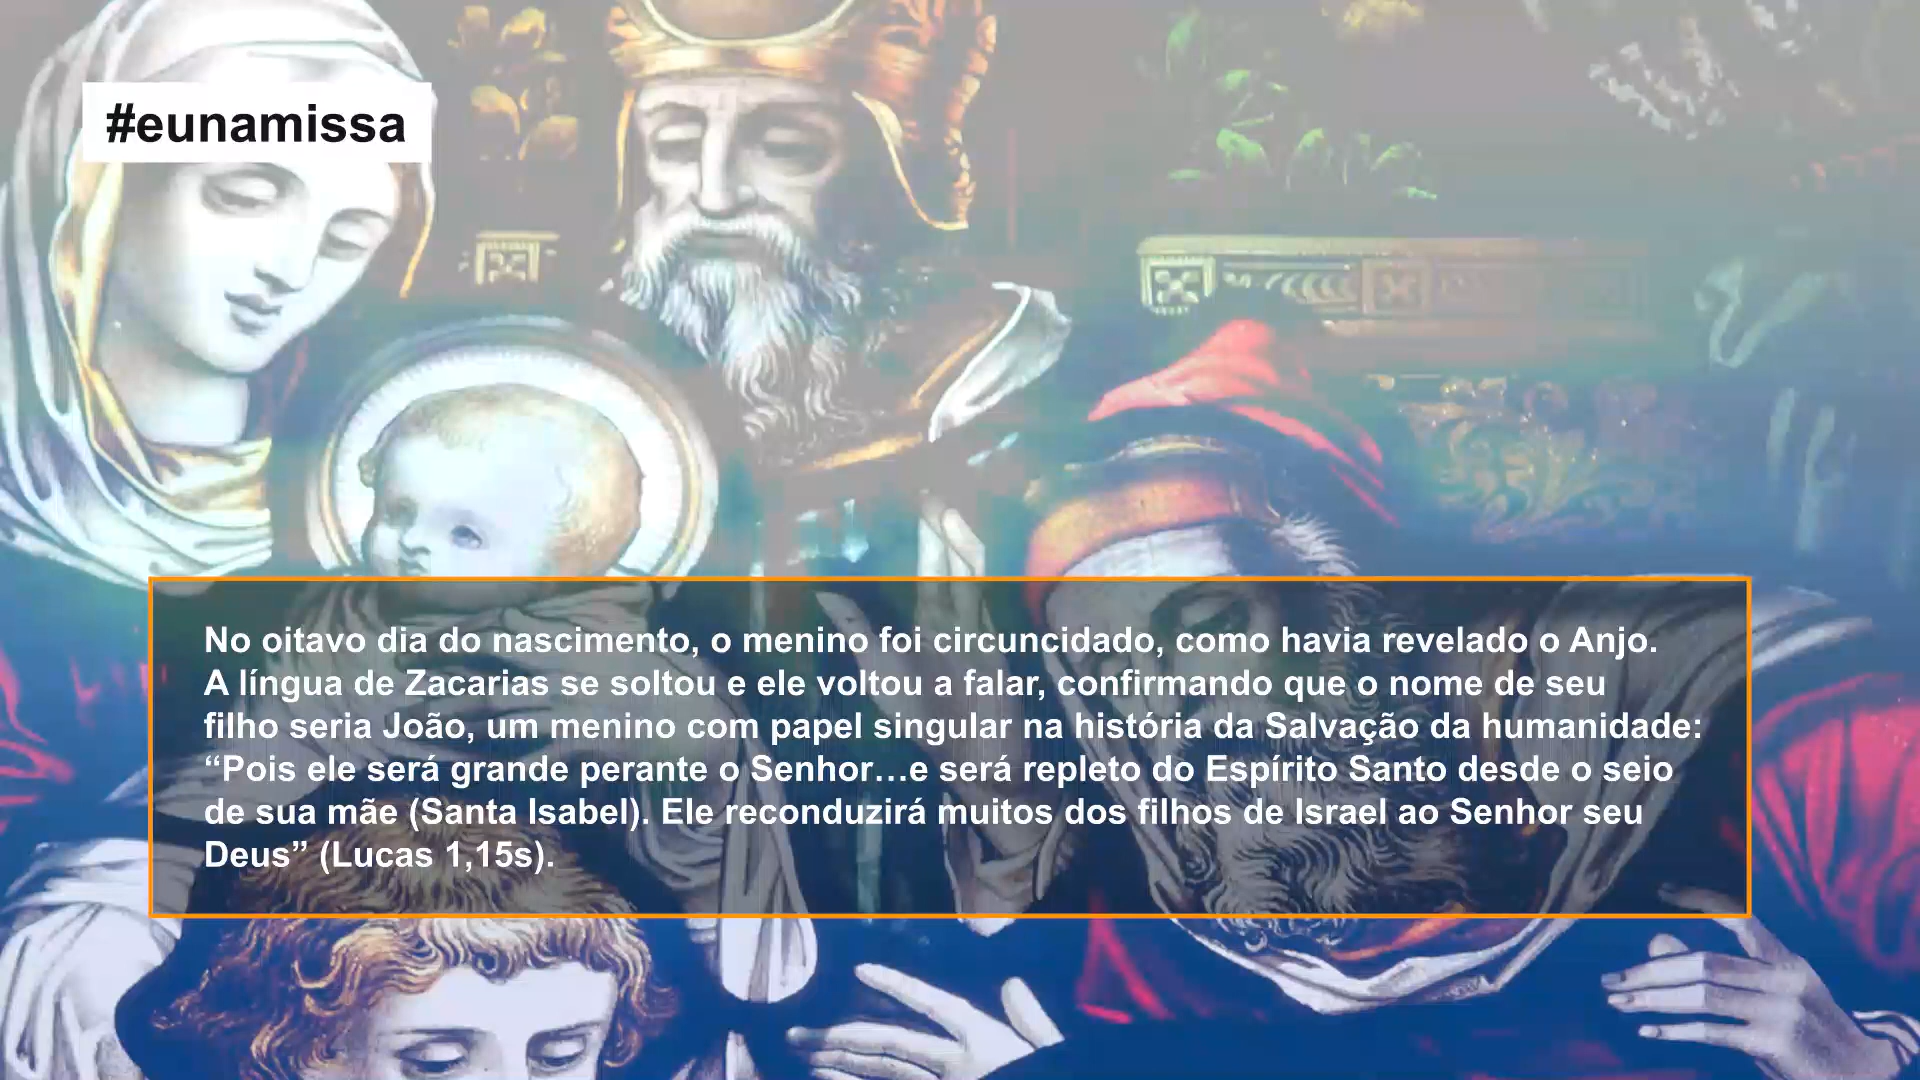 #eunamissa
No oitavo dia do nascimento, o menino foi circuncidado, como havia revelado o Anjo.
A língua de Zacarias se soltou e ele voltou a falar, confirmando que o nome de seu
filho seria João, um menino com papel singular na história da Salvação da humanidade:
“Pois ele será grande perante o Senhor…e será repleto do Espírito Santo desde o seio
de sua mãe (Santa Isabel). Ele reconduzirá muitos dos filhos de Israel ao Senhor seu
Deus” (Lucas 1,15s).